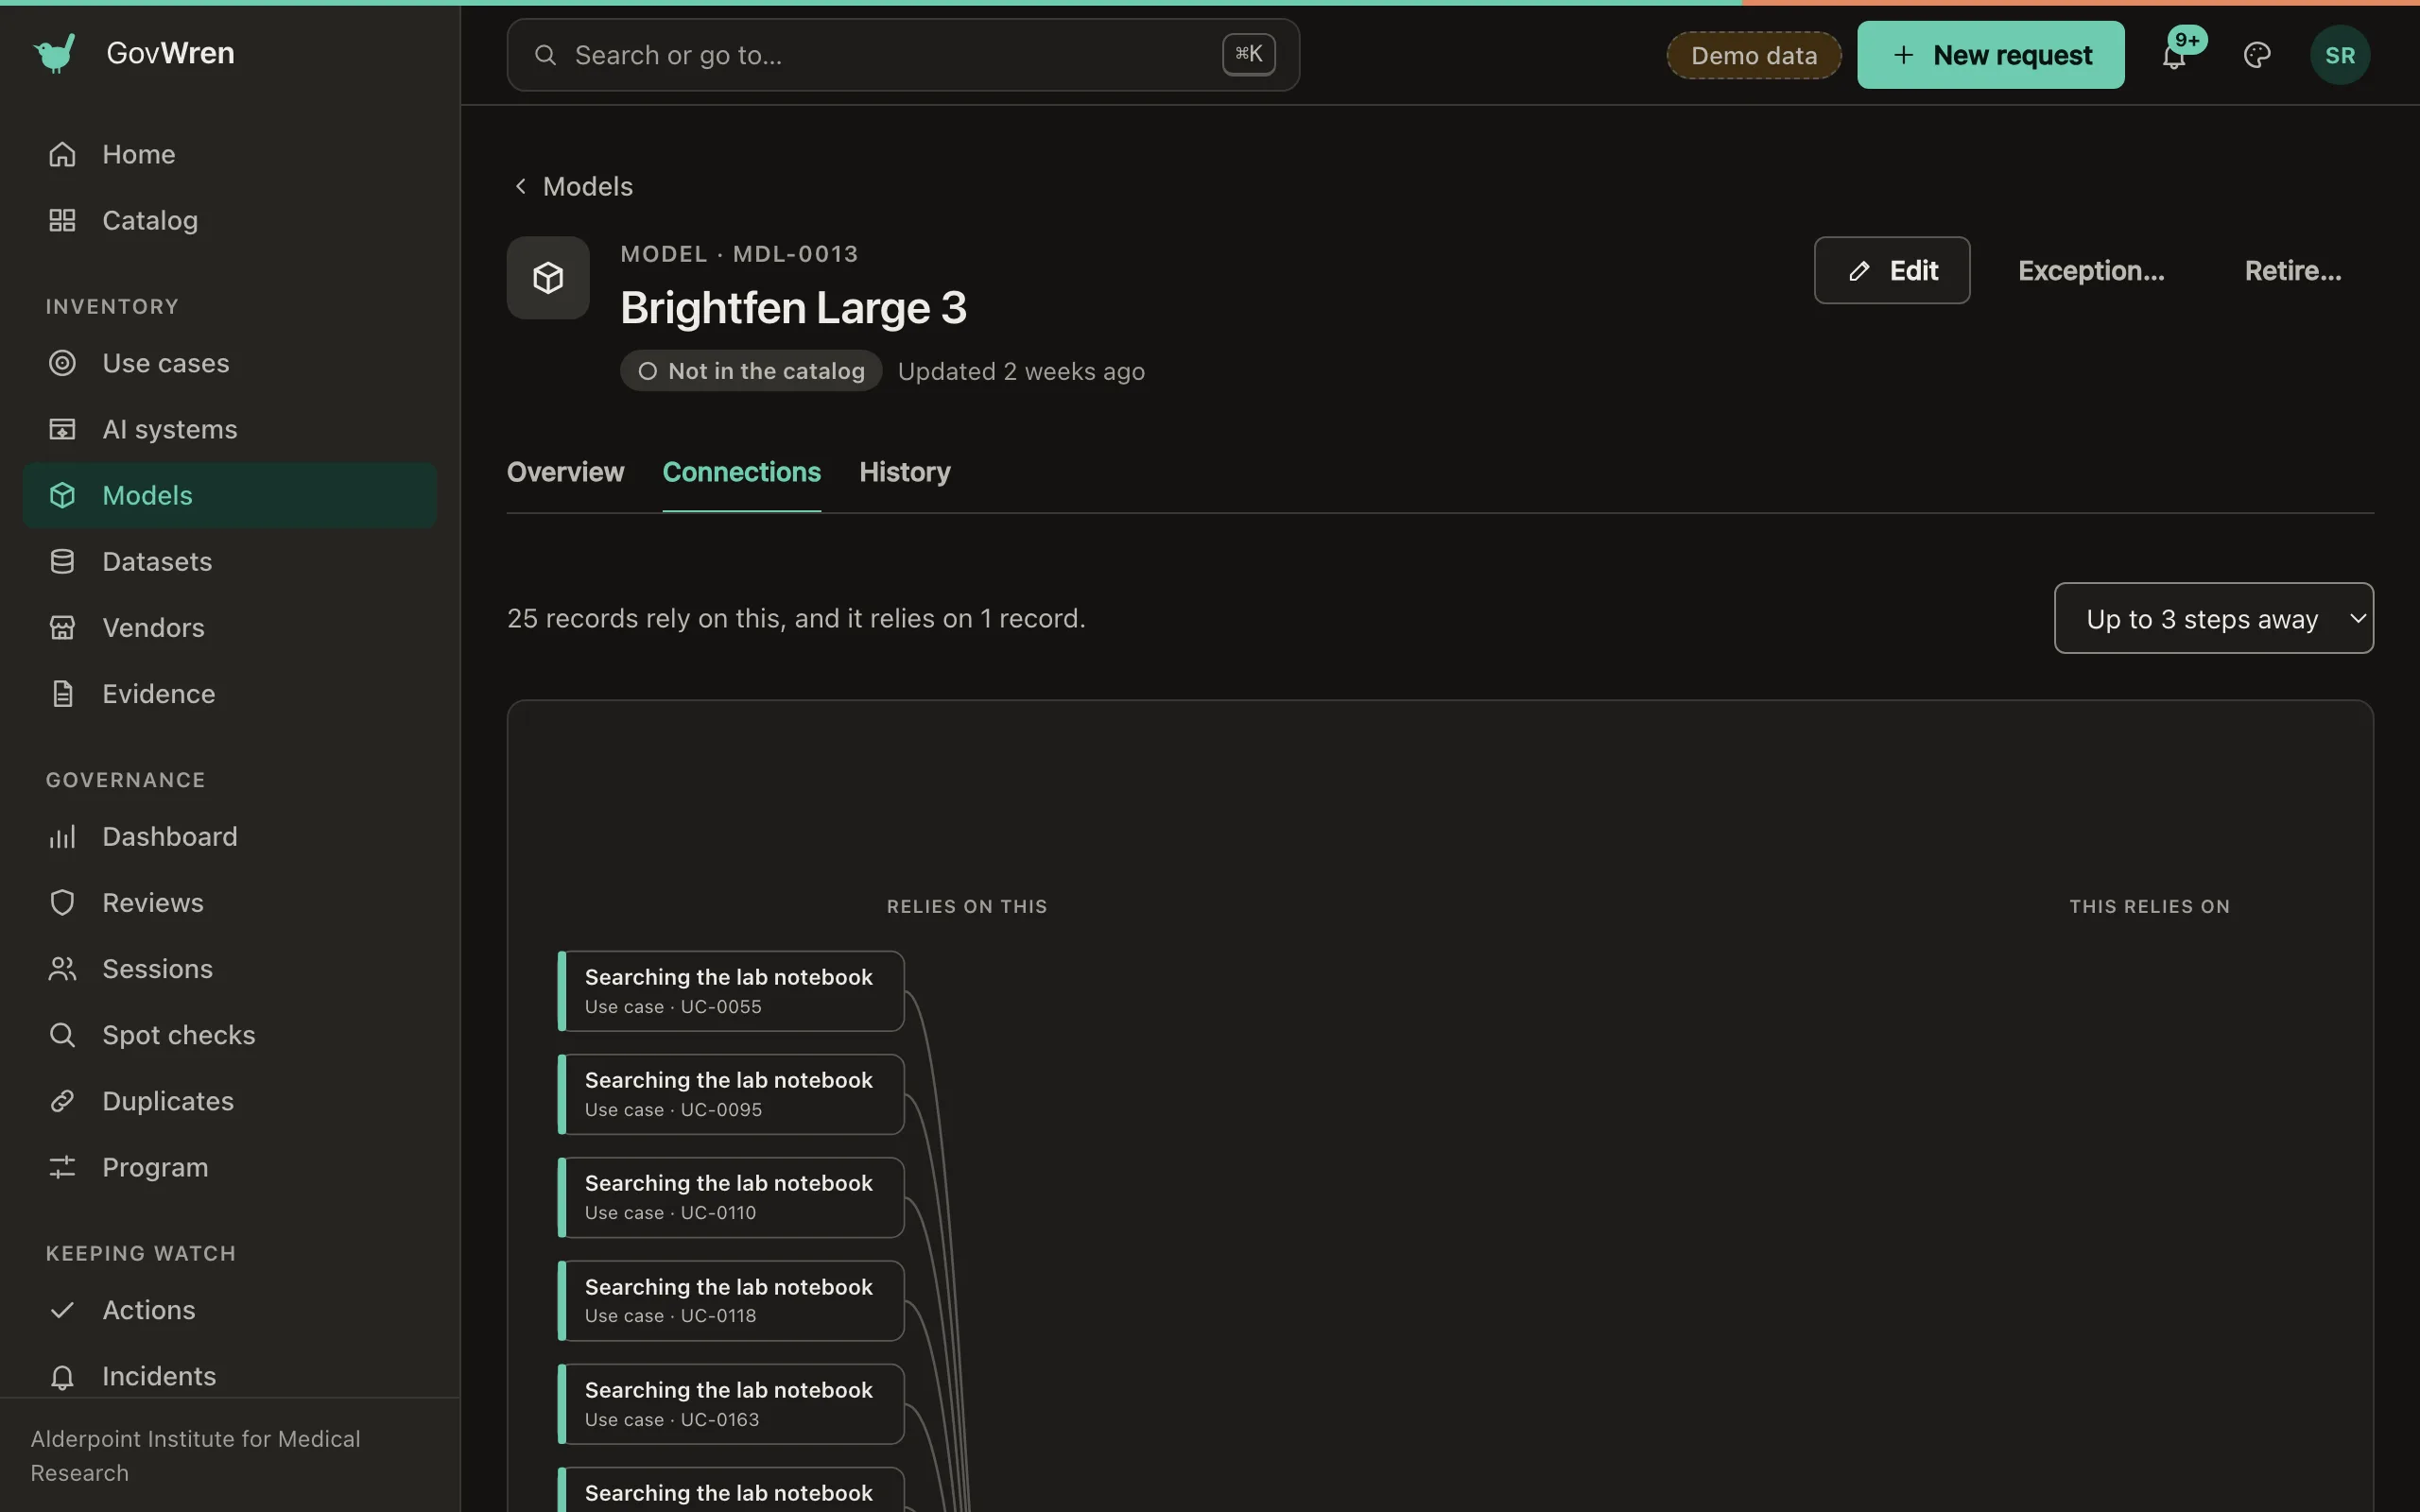 GovWren
Search or go to...
⌘K
Demo data
+ New request
9+
SR
Home
Catalog
INVENTORY
Use cases
AI systems
Models
Datasets
Vendors
Evidence
GOVERNANCE
Dashboard
Reviews
Sessions
Spot checks
Duplicates
Program
KEEPING WATCH
Actions
Incidents
Alderpoint Institute for Medical
Research
Models
MODEL · MDL-0013
Brightfen Large 3
Not in the catalog
Updated 2 weeks ago
Edit
Exception...
Retire...
Overview
Connections
History
25 records rely on this, and it relies on 1 record.
Up to 3 steps away
RELIES ON THIS
THIS RELIES ON
Searching the lab notebook
Use case · UC-0055
Searching the lab notebook
Use case · UC-0095
Searching the lab notebook
Use case · UC-0110
Searching the lab notebook
Use case · UC-0118
Searching the lab notebook
Use case · UC-0163
Searching the lab notebook